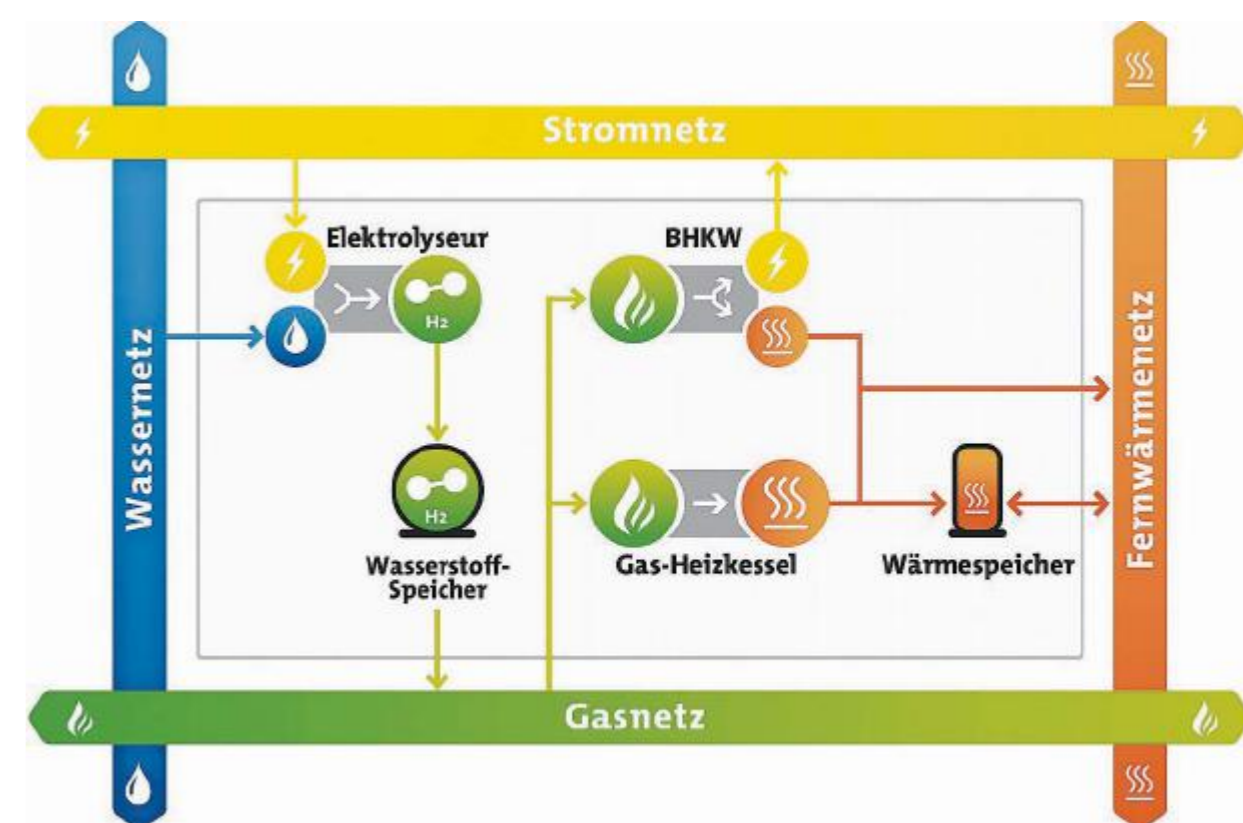 Stromnetz
Elektrolyseur
BHKW
H2
Wassernetz
Fernwärmenetz
H2
Wasserstoff-
Speicher
Gas-Heizkessel
Wärmespeicher
Gasnetz